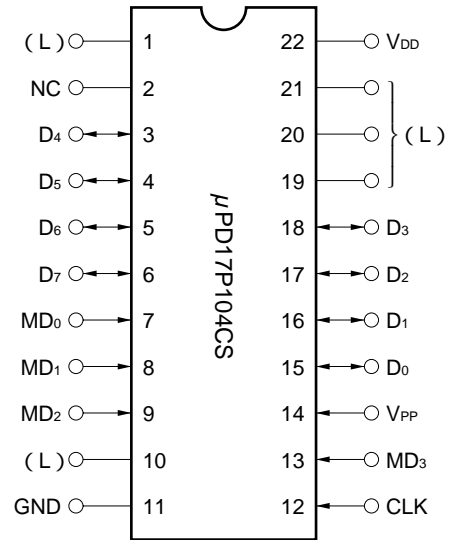 ( L ) 1 22 VDD
NC 2 21
D4 3 20 ( L )
D5 4 19
D6 5 18 D3
D7 6 17 D2
MD0 7 16 D1
MD1 8 15 D0
MD2 9 14 VPP
( L ) 10 13 MD3
GND 11 12 CLK
µPD17P104CS